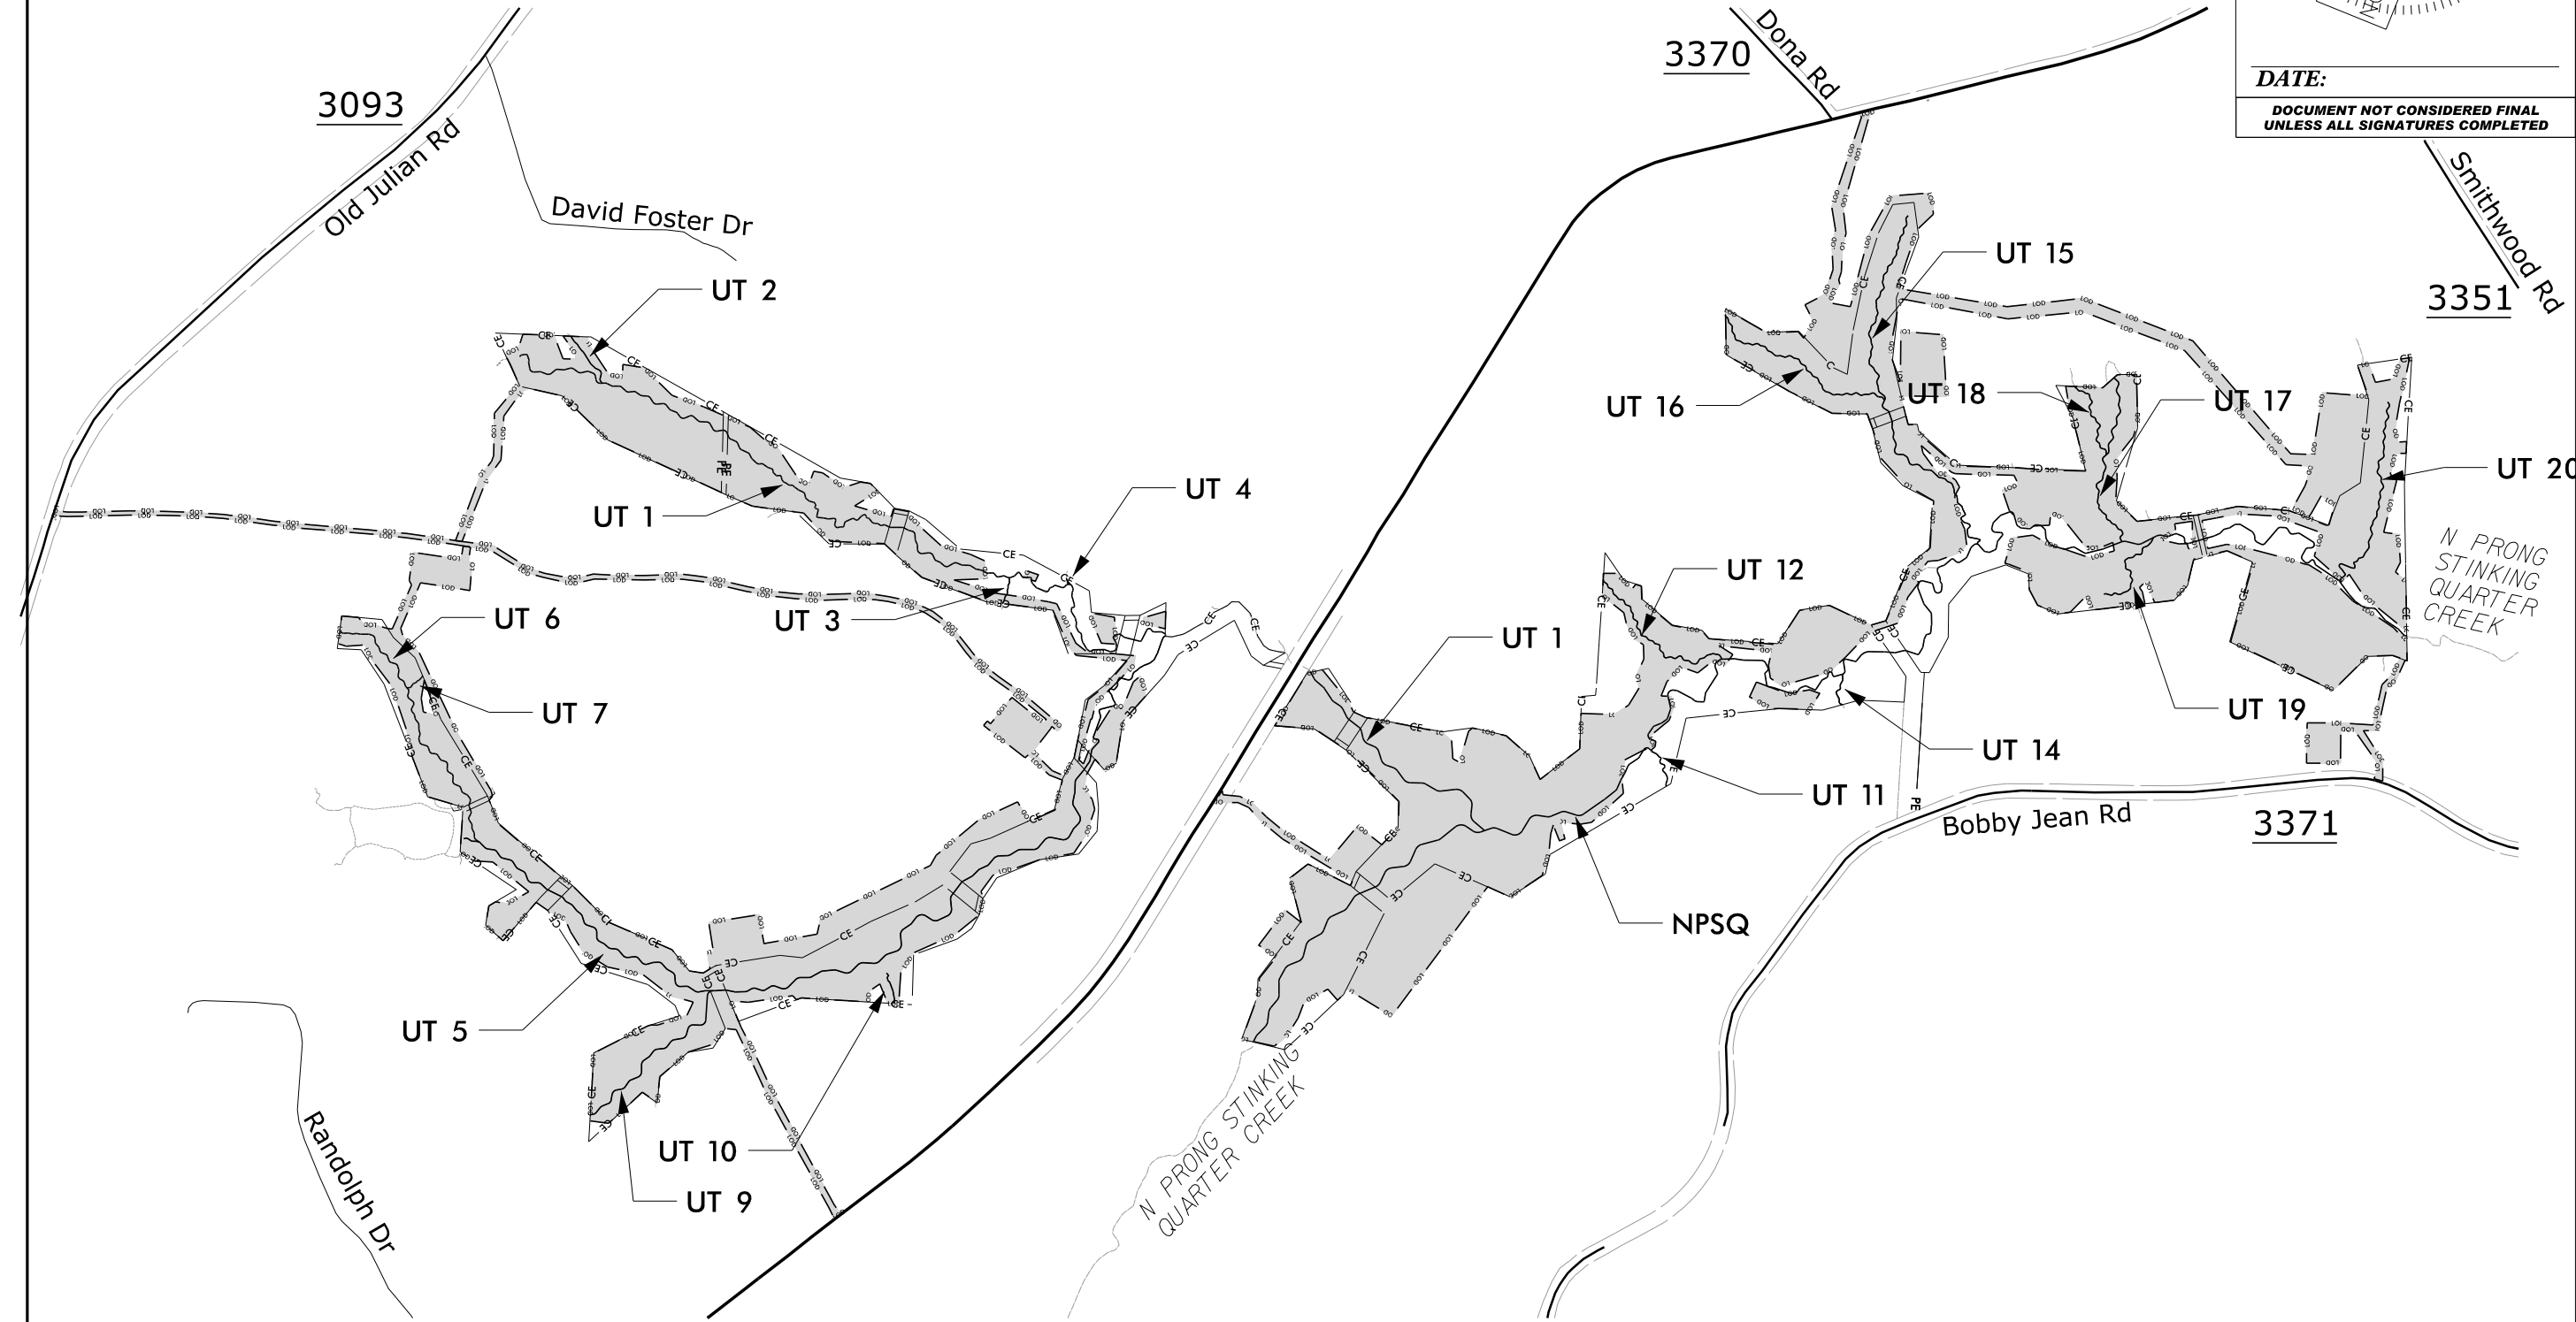 DATE:
DOCUMENT NOT CONSIDERED FINAL
UNLESS ALL SIGNATURES COMPLETED
3093
Old Julian Rd
David Foster Dr
3370
Dona Rd
Smithwood Rd
3351
UT 2
UT 1
UT 4
UT 3
UT 6
UT 7
UT 5
UT 10
UT 9
Randolph Dr
UT 15
UT 16
UT 18
UT 17
UT 20
UT 12
UT 1
UT 19
UT 14
UT 11
NPSQ
N PRONG
STINKING
QUARTER
CREEK
N PRONG STINKING
QUARTER CREEK
Bobby Jean Rd
3371
CE
LOD
PE